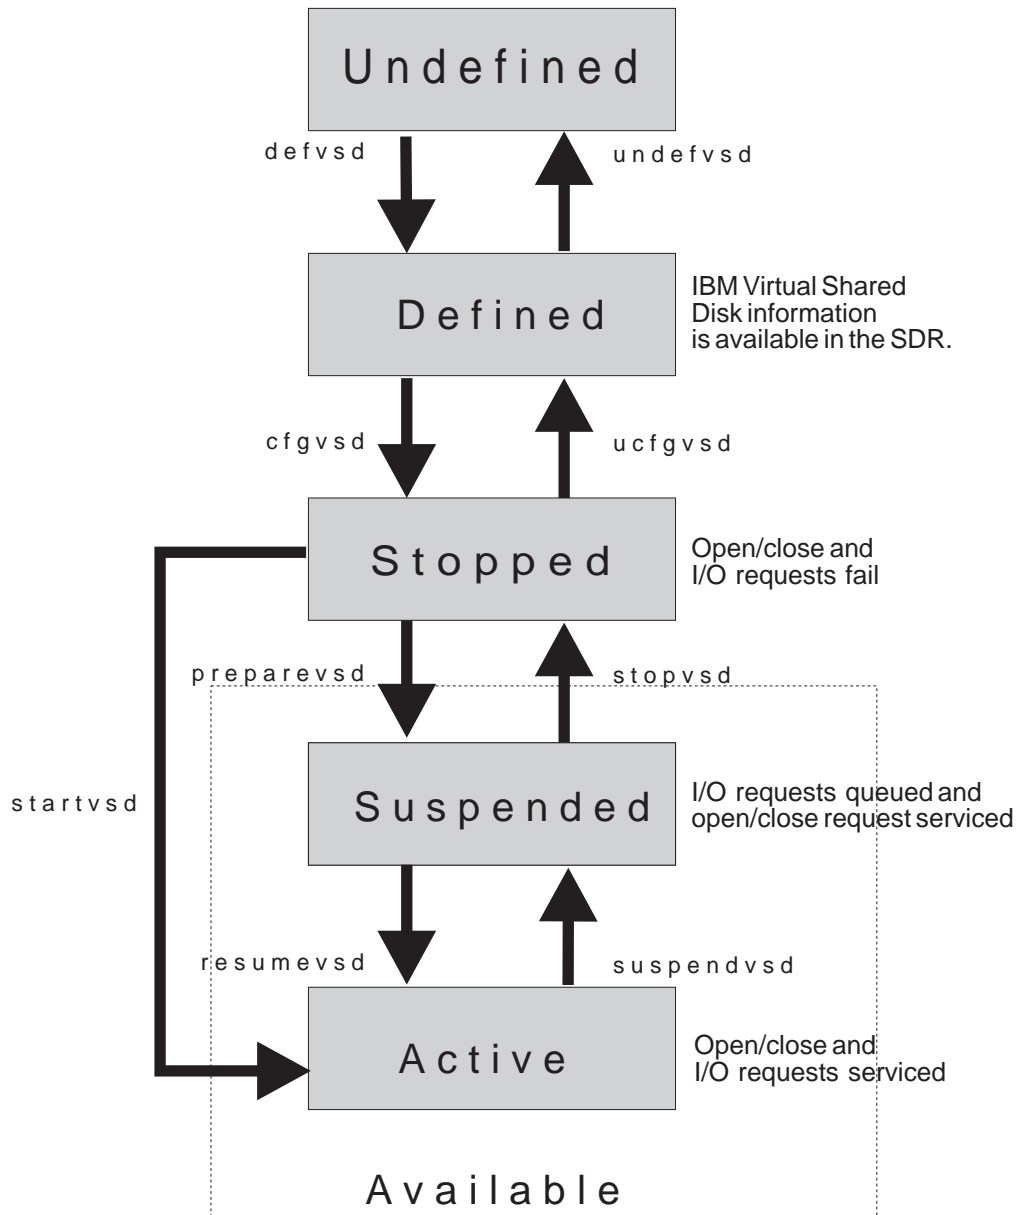 Undefined
defvsd
undefvsd
Defined
IBM Virtual Shared
Disk information
is available in the SDR.
cfgvsd
ucfgvsd
Stopped
Open/close and
I/O requests fail
preparevsd
stopvsd
startvsd
Suspended
I/O requests queued and
open/close request serviced
resumevsd
suspendvsd
Active
Open/close and
I/O requests serviced
Available